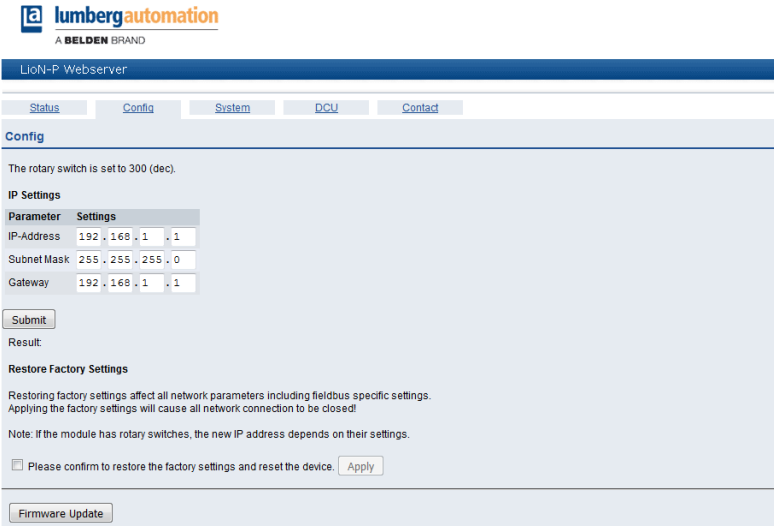 la lumbergautomation
A BELDEN BRAND
LioN-P Webserver
Status Config System DCU Contact
Config
The rotary switch is set to 300 (dec).
IP Settings
Parameter Settings
IP-Address 192 . 168 . 1 . 1
Subnet Mask 255 . 255 . 255 . 0
Gateway 192 . 168 . 1 . 1
Submit
Result:
Restore Factory Settings
Restoring factory settings affect all network parameters including fieldbus specific settings.
Applying the factory settings will cause all network connection to be closed!
Note: If the module has rotary switches, the new IP address depends on their settings.
Please confirm to restore the factory settings and reset the device. Apply
Firmware Update